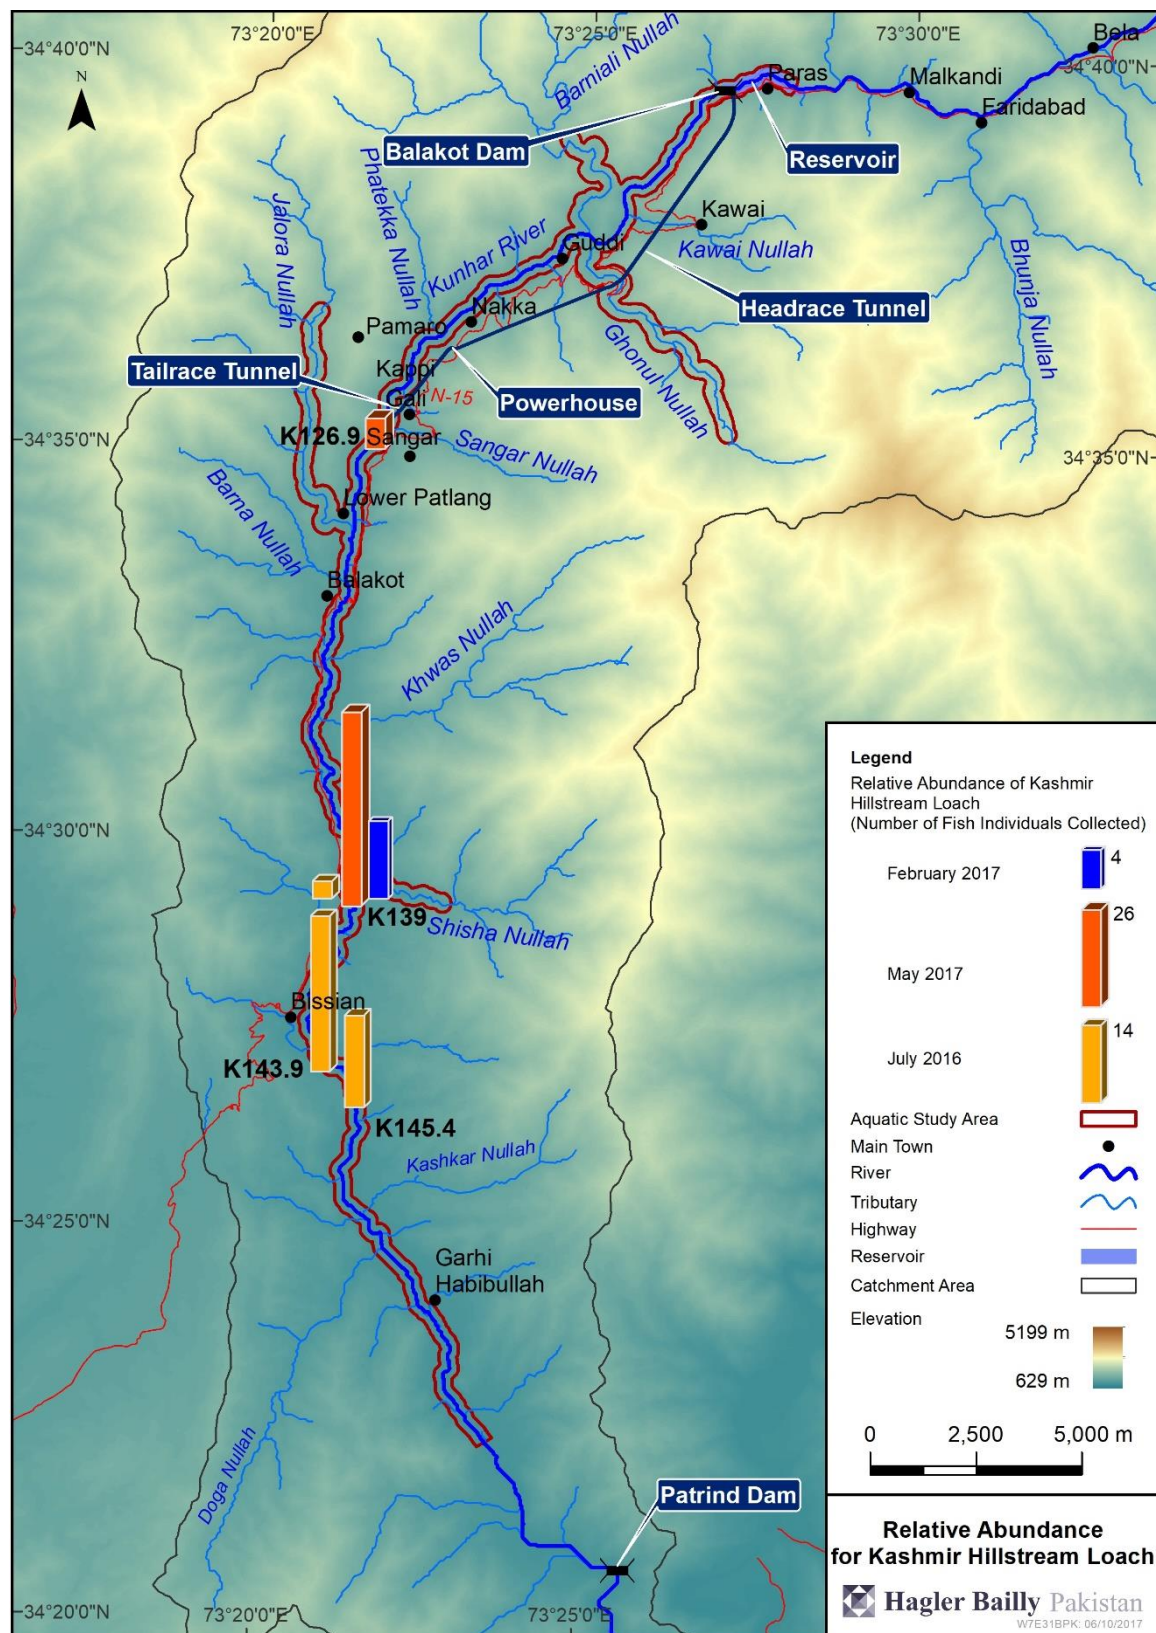 73°20'0"E
73°25'0"E
73°30'0"E
Bela
34°40'0"N
34°40'0"N
N
Barniali Nullah
Paras
Malkandi
Faridabad
Balakot Dam
Reservoir
Phatekka Nullah
Jalora Nullah
Kawai
Kunhar River
Guddi
Kawai Nullah
Bhunja Nullah
Headrace Tunnel
Nakka
Pamaro
Ghonul Nullah
Tailrace Tunnel
Kappi
Gali
N-15
Powerhouse
K126.9
Sangar
Sangar Nullah
34°35'0"N
34°35'0"N
Barna Nullah
Lower Patlang
Balakot
Khwas Nullah
34°30'0"N
K139
Shisha Nullah
Bissian
K143.9
K145.4
Kashkar Nullah
34°25'0"N
Garhi
Habibullah
Doga Nullah
Patrind Dam
34°20'0"N
73°20'0"E
73°25'0"E
Legend
Relative Abundance of Kashmir
Hillstream Loach
(Number of Fish Individuals Collected)
February 2017
4
26
May 2017
14
July 2016
Aquatic Study Area
Main Town
River
Tributary
Highway
Reservoir
Catchment Area
Elevation
5199 m
629 m
0 2,500 5,000 m
Relative Abundance
for Kashmir Hillstream Loach
Hagler Bailly Pakistan
W7E31BPK: 06/10/2017